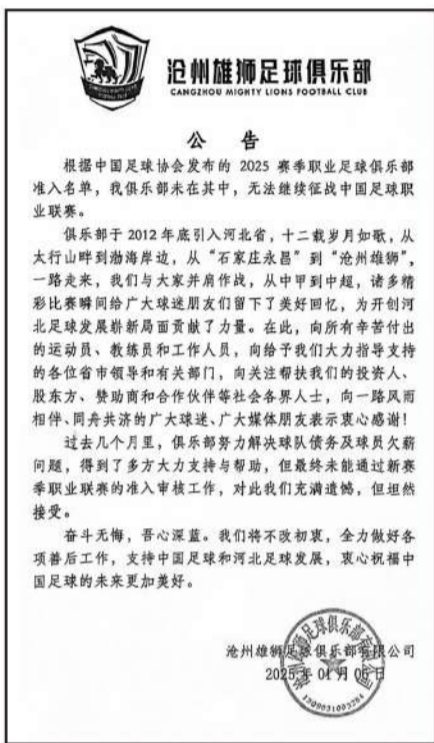 沧州雄狮足球俱乐部
CANGZHOU MIGHTY LIONS FOOTBALL CLUB
公 告
根据中国足球协会发布的 2025 赛季职业足球俱乐部
准入名单，我俱乐部未在其中，无法继续征战中国足球职
业联赛。
俱乐部于 2012 年底引入河北省，十二载岁月如歌，从
太行山畔到渤海岸边，从“石家庄永昌”到“沧州雄狮”，
一路走来，我们与大家并肩作战，从中甲到中超，诸多精
彩比赛瞬间给广大球迷朋友们留下了美好回忆，为开创河
北足球发展崭新局面贡献了力量。在此，向所有辛苦付出
的运动员、教练员和工作人员，向给予我们大力指导支持
的各位省市领导和有关部门，向关注帮扶我们的投资人、
股东方、赞助商和合作伙伴等社会各界人士，向一路风雨
相伴、同舟共济的广大球迷、广大媒体朋友表示衷心感谢！
过去几个月里，俱乐部努力解决球队债务及球员欠薪
问题，得到了多方大力支持与帮助，但最终未能通过新赛
季职业联赛的准入审核工作，对此我们充满遗憾，但坦然
接受。
奋斗无悔，吾心深蓝。我们将不改初衷，全力做好各
项善后工作，支持中国足球和河北足球发展，衷心祝福中
国足球的未来更加美好。
沧州雄狮足球俱乐部有限公司
2025 年 01 月 06 日